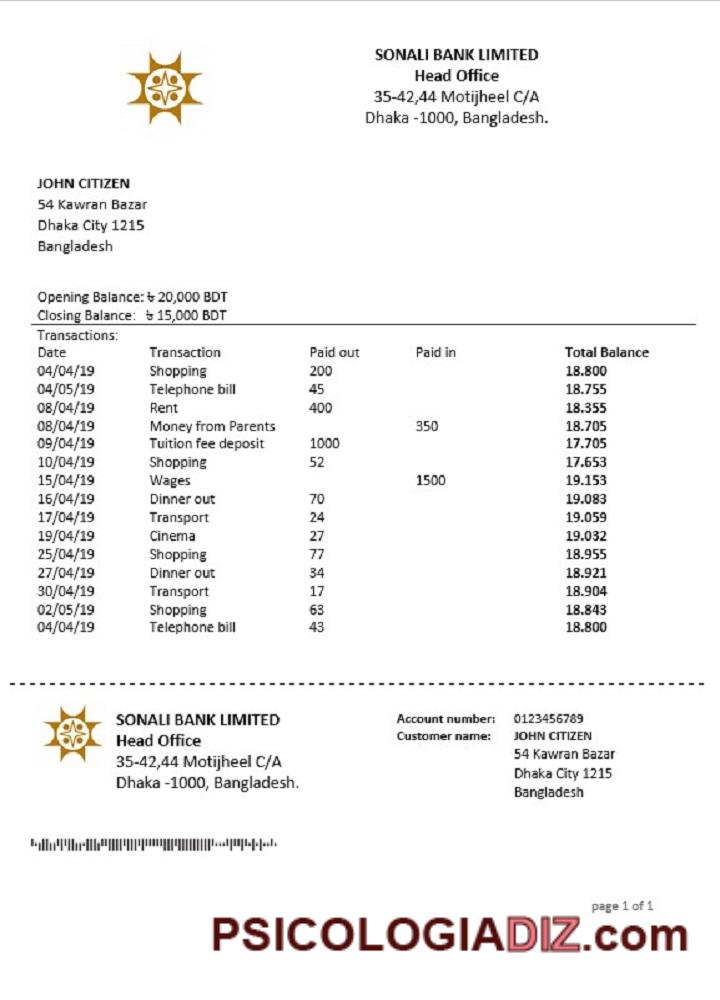 SONALI BANK LIMITED
Head Office
35-42,44 Motijheel C/A
Dhaka -1000, Bangladesh.
JOHN CITIZEN
54 Kawran Bazar
Dhaka City 1215
Bangladesh
Opening Balance: ৳ 20,000 BDT
Closing Balance: ৳ 15,000 BDT
Transactions:
Date Transaction Paid out Paid in Total Balance
04/04/19 Shopping 200 18.800
04/05/19 Telephone bill 45 18.755
08/04/19 Rent 400 18.355
08/04/19 Money from Parents 350 18.705
09/04/19 Tuition fee deposit 1000 17.705
10/04/19 Shopping 52 17.653
15/04/19 Wages 1500 19.153
16/04/19 Dinner out 70 19.083
17/04/19 Transport 24 19.059
19/04/19 Cinema 27 19.032
25/04/19 Shopping 77 18.955
27/04/19 Dinner out 34 18.921
30/04/19 Transport 17 18.904
02/05/19 Shopping 63 18.843
04/04/19 Telephone bill 43 18.800
SONALI BANK LIMITED
Head Office
35-42,44 Motijheel C/A
Dhaka -1000, Bangladesh.
Account number: 0123456789
Customer name: JOHN CITIZEN
54 Kawran Bazar
Dhaka City 1215
Bangladesh
page 1 of 1
PSICOLOGIADIZ.com